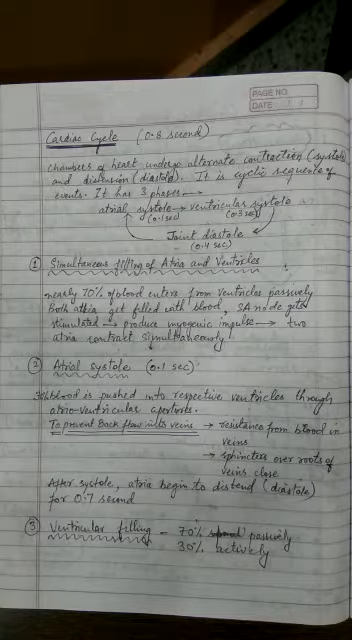 PAGE NO.
DATE
Cardiac Cycle (0.8 second)
Chambers of heart undergo alternate contraction (systole)
and distension (diastole). It is cyclic sequence of
events. It has 3 phases →
atrial systole → ventricular systole
(0.1 sec) (0.3 sec)
Joint diastole
(0.4 sec)
① Simultaneous filling of Atria and Ventricles
nearly 70% of blood enters from ventricles passively
Both atria get filled with blood, SA node gets
stimulated → produce myogenic impulse → two
atria contract simultaneously
② Atrial systole (0.1 sec)
30% blood is pushed into respective ventricles through
atrio-ventricular apertures.
To prevent back flow into veins → resistance from blood in
veins
→ sphincters over roots of
veins close
After systole, atria begin to distend (diastole)
for 0.7 second
③ Ventricular filling - 70% passively
30% actively